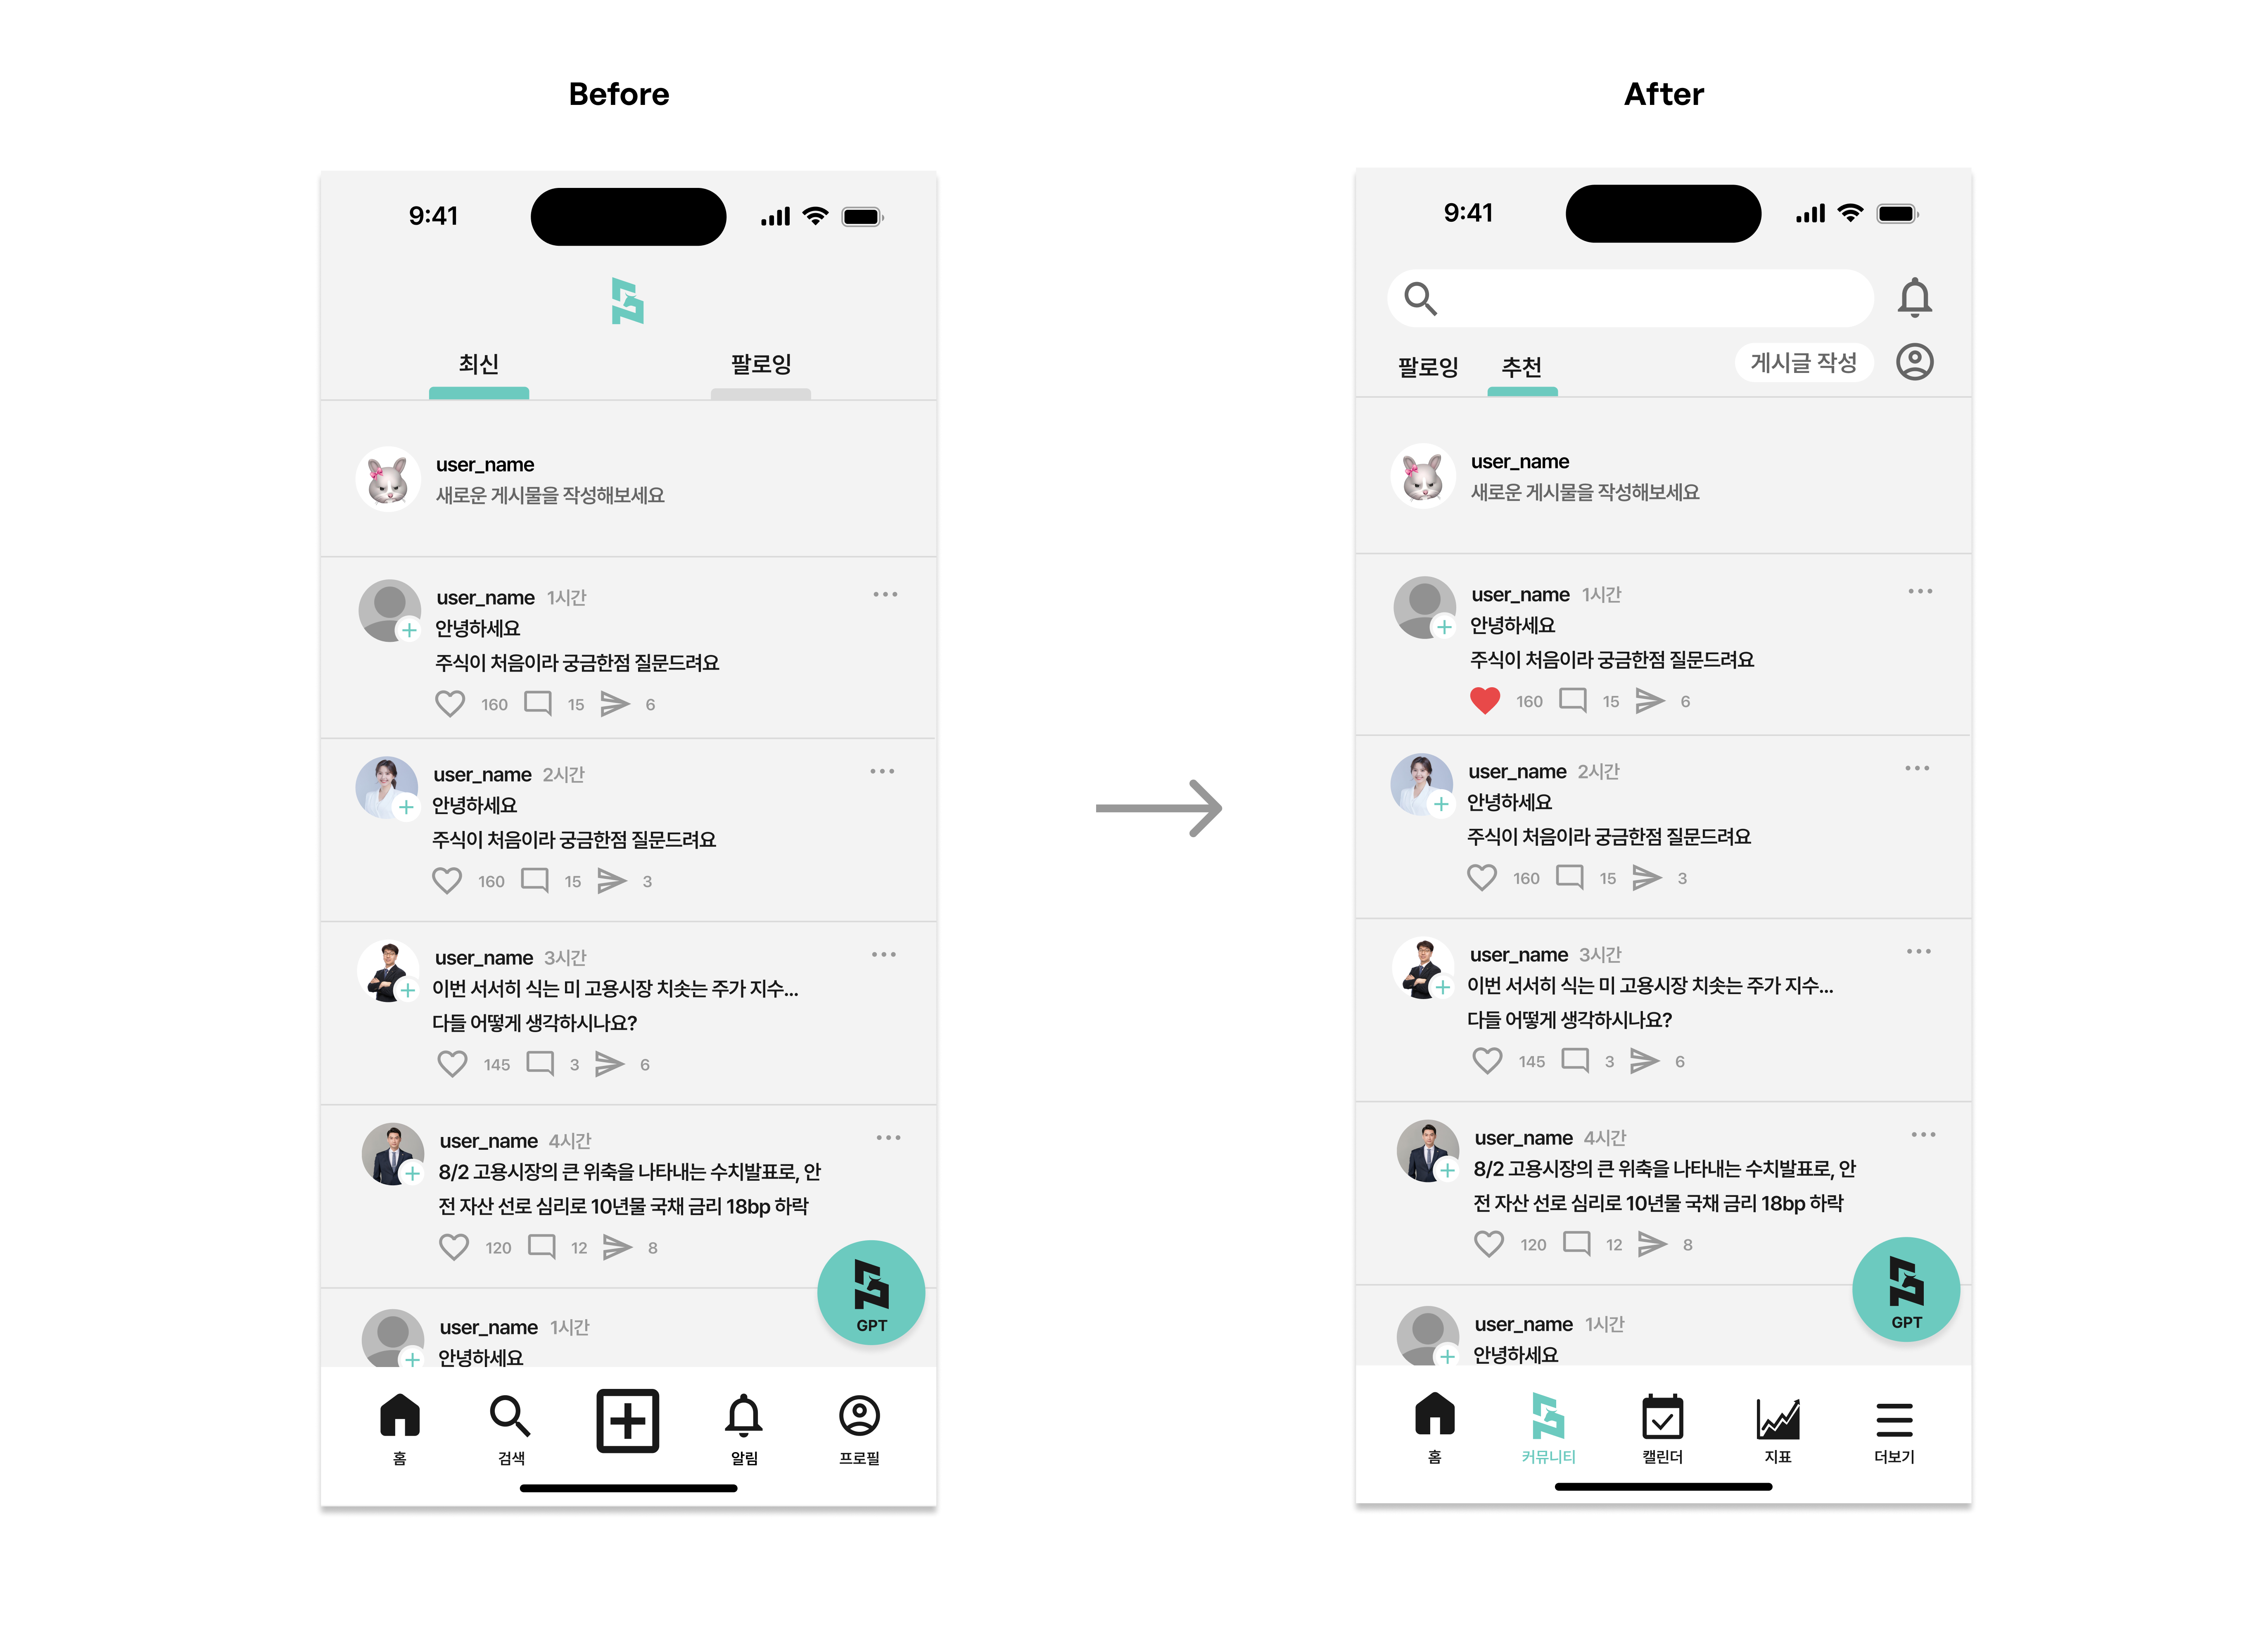 Before
9:41
최신 팔로잉
user_name
새로운 게시물을 작성해보세요
user_name 1시간
안녕하세요
주식이 처음이라 궁금한점 질문드려요
160 15 6
user_name 2시간
안녕하세요
주식이 처음이라 궁금한점 질문드려요
160 15 3
user_name 3시간
이번 서서히 식는 미 고용시장 치솟는 주가 지수...
다들 어떻게 생각하시나요?
145 3 6
user_name 4시간
8/2 고용시장의 큰 위축을 나타내는 수치발표로, 안
전 자산 선로 심리로 10년물 국채 금리 18bp 하락
120 12 8
GPT
user_name 1시간
안녕하세요
홈 검색 알림 프로필
After
9:41
팔로잉 추천 게시글 작성
user_name
새로운 게시물을 작성해보세요
user_name 1시간
안녕하세요
주식이 처음이라 궁금한점 질문드려요
160 15 6
user_name 2시간
안녕하세요
주식이 처음이라 궁금한점 질문드려요
160 15 3
user_name 3시간
이번 서서히 식는 미 고용시장 치솟는 주가 지수...
다들 어떻게 생각하시나요?
145 3 6
user_name 4시간
8/2 고용시장의 큰 위축을 나타내는 수치발표로, 안
전 자산 선로 심리로 10년물 국채 금리 18bp 하락
120 12 8
GPT
user_name 1시간
안녕하세요
홈 커뮤니티 캘린더 지표 더보기